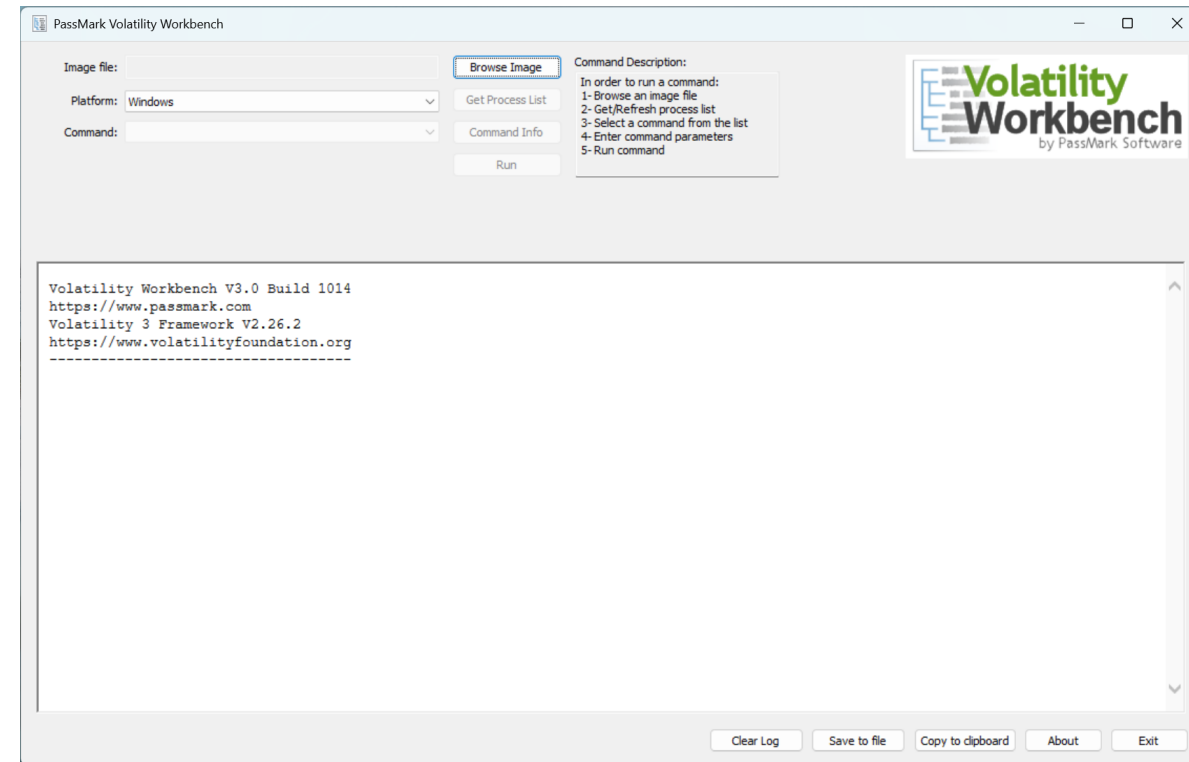 PassMark Volatility Workbench
Image file:
Browse Image
Platform: Windows
Get Process List
Command:
Command Info
Run
Command Description:
In order to run a command:
1- Browse an image file
2- Get/Refresh process list
3- Select a command from the list
4- Enter command parameters
5- Run command
Volatility
Workbench
by PassMark Software
Volatility Workbench V3.0 Build 1014
https://www.passmark.com
Volatility 3 Framework V2.26.2
https://www.volatilityfoundation.org
-----------------------------------
Clear Log Save to file Copy to clipboard About Exit